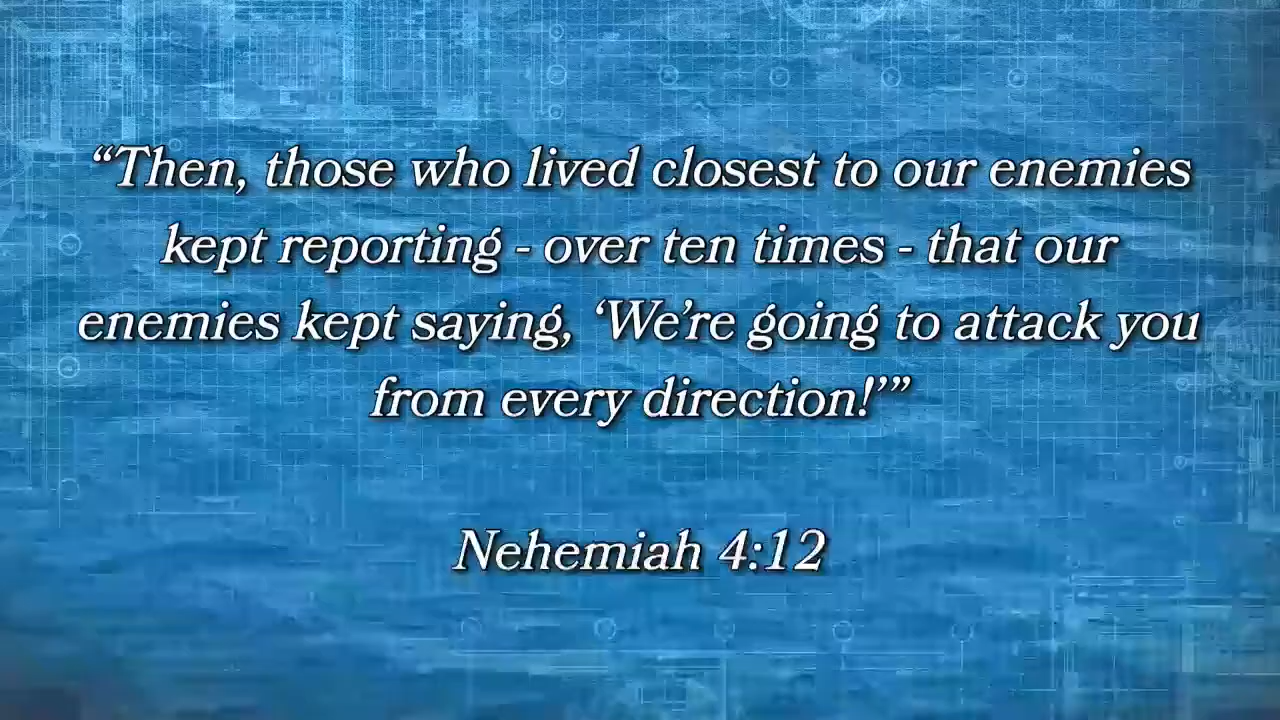 “Then, those who lived closest to our enemies
kept reporting - over ten times - that our
enemies kept saying, ‘We’re going to attack you
from every direction!’”
Nehemiah 4:12